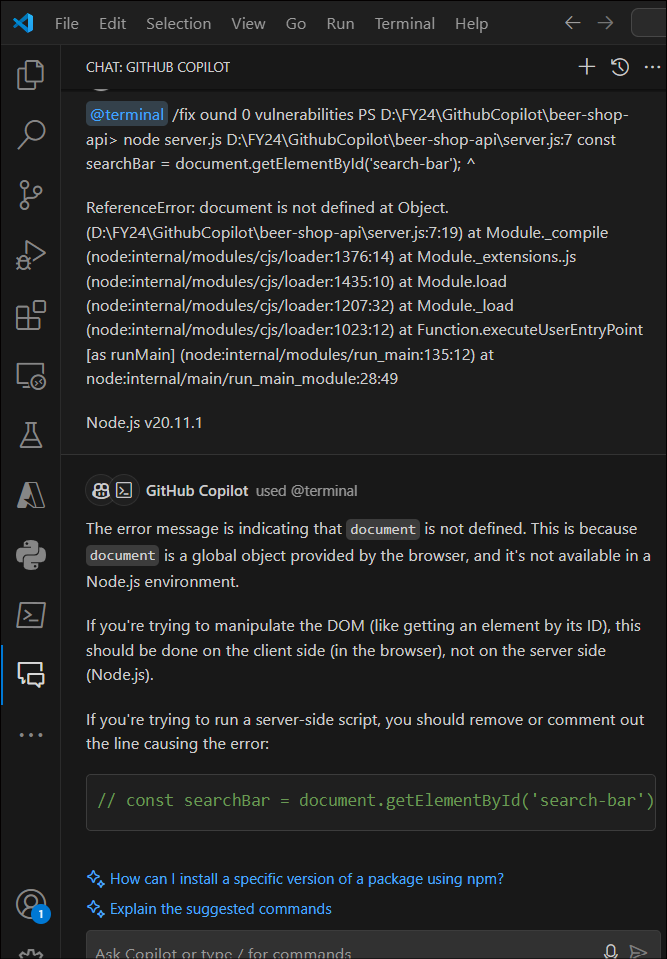 File Edit Selection View Go Run Terminal Help
CHAT: GITHUB COPILOT
@terminal /fix ound 0 vulnerabilities PS D:\FY24\GithubCopilot\beer-shop-
api> node server.js D:\FY24\GithubCopilot\beer-shop-api\server.js:7 const
searchBar = document.getElementById('search-bar'); ^
ReferenceError: document is not defined at Object.
(D:\FY24\GithubCopilot\beer-shop-api\server.js:7:19) at Module._compile
(node:internal/modules/cjs/loader:1376:14) at Module._extensions..js
(node:internal/modules/cjs/loader:1435:10) at Module.load
(node:internal/modules/cjs/loader:1207:32) at Module._load
(node:internal/modules/cjs/loader:1023:12) at Function.executeUserEntryPoint
[as runMain] (node:internal/modules/run_main:135:12) at
node:internal/main/run_main_module:28:49
Node.js v20.11.1
GitHub Copilot used @terminal
The error message is indicating that document is not defined. This is because
document is a global object provided by the browser, and it's not available in a
Node.js environment.
If you're trying to manipulate the DOM (like getting an element by its ID), this
should be done on the client side (in the browser), not on the server side
(Node.js).
If you're trying to run a server-side script, you should remove or comment out
the line causing the error:
// const searchBar = document.getElementById('search-bar')
How can I install a specific version of a package using npm?
Explain the suggested commands
1
Ask Copilot or type / for commands